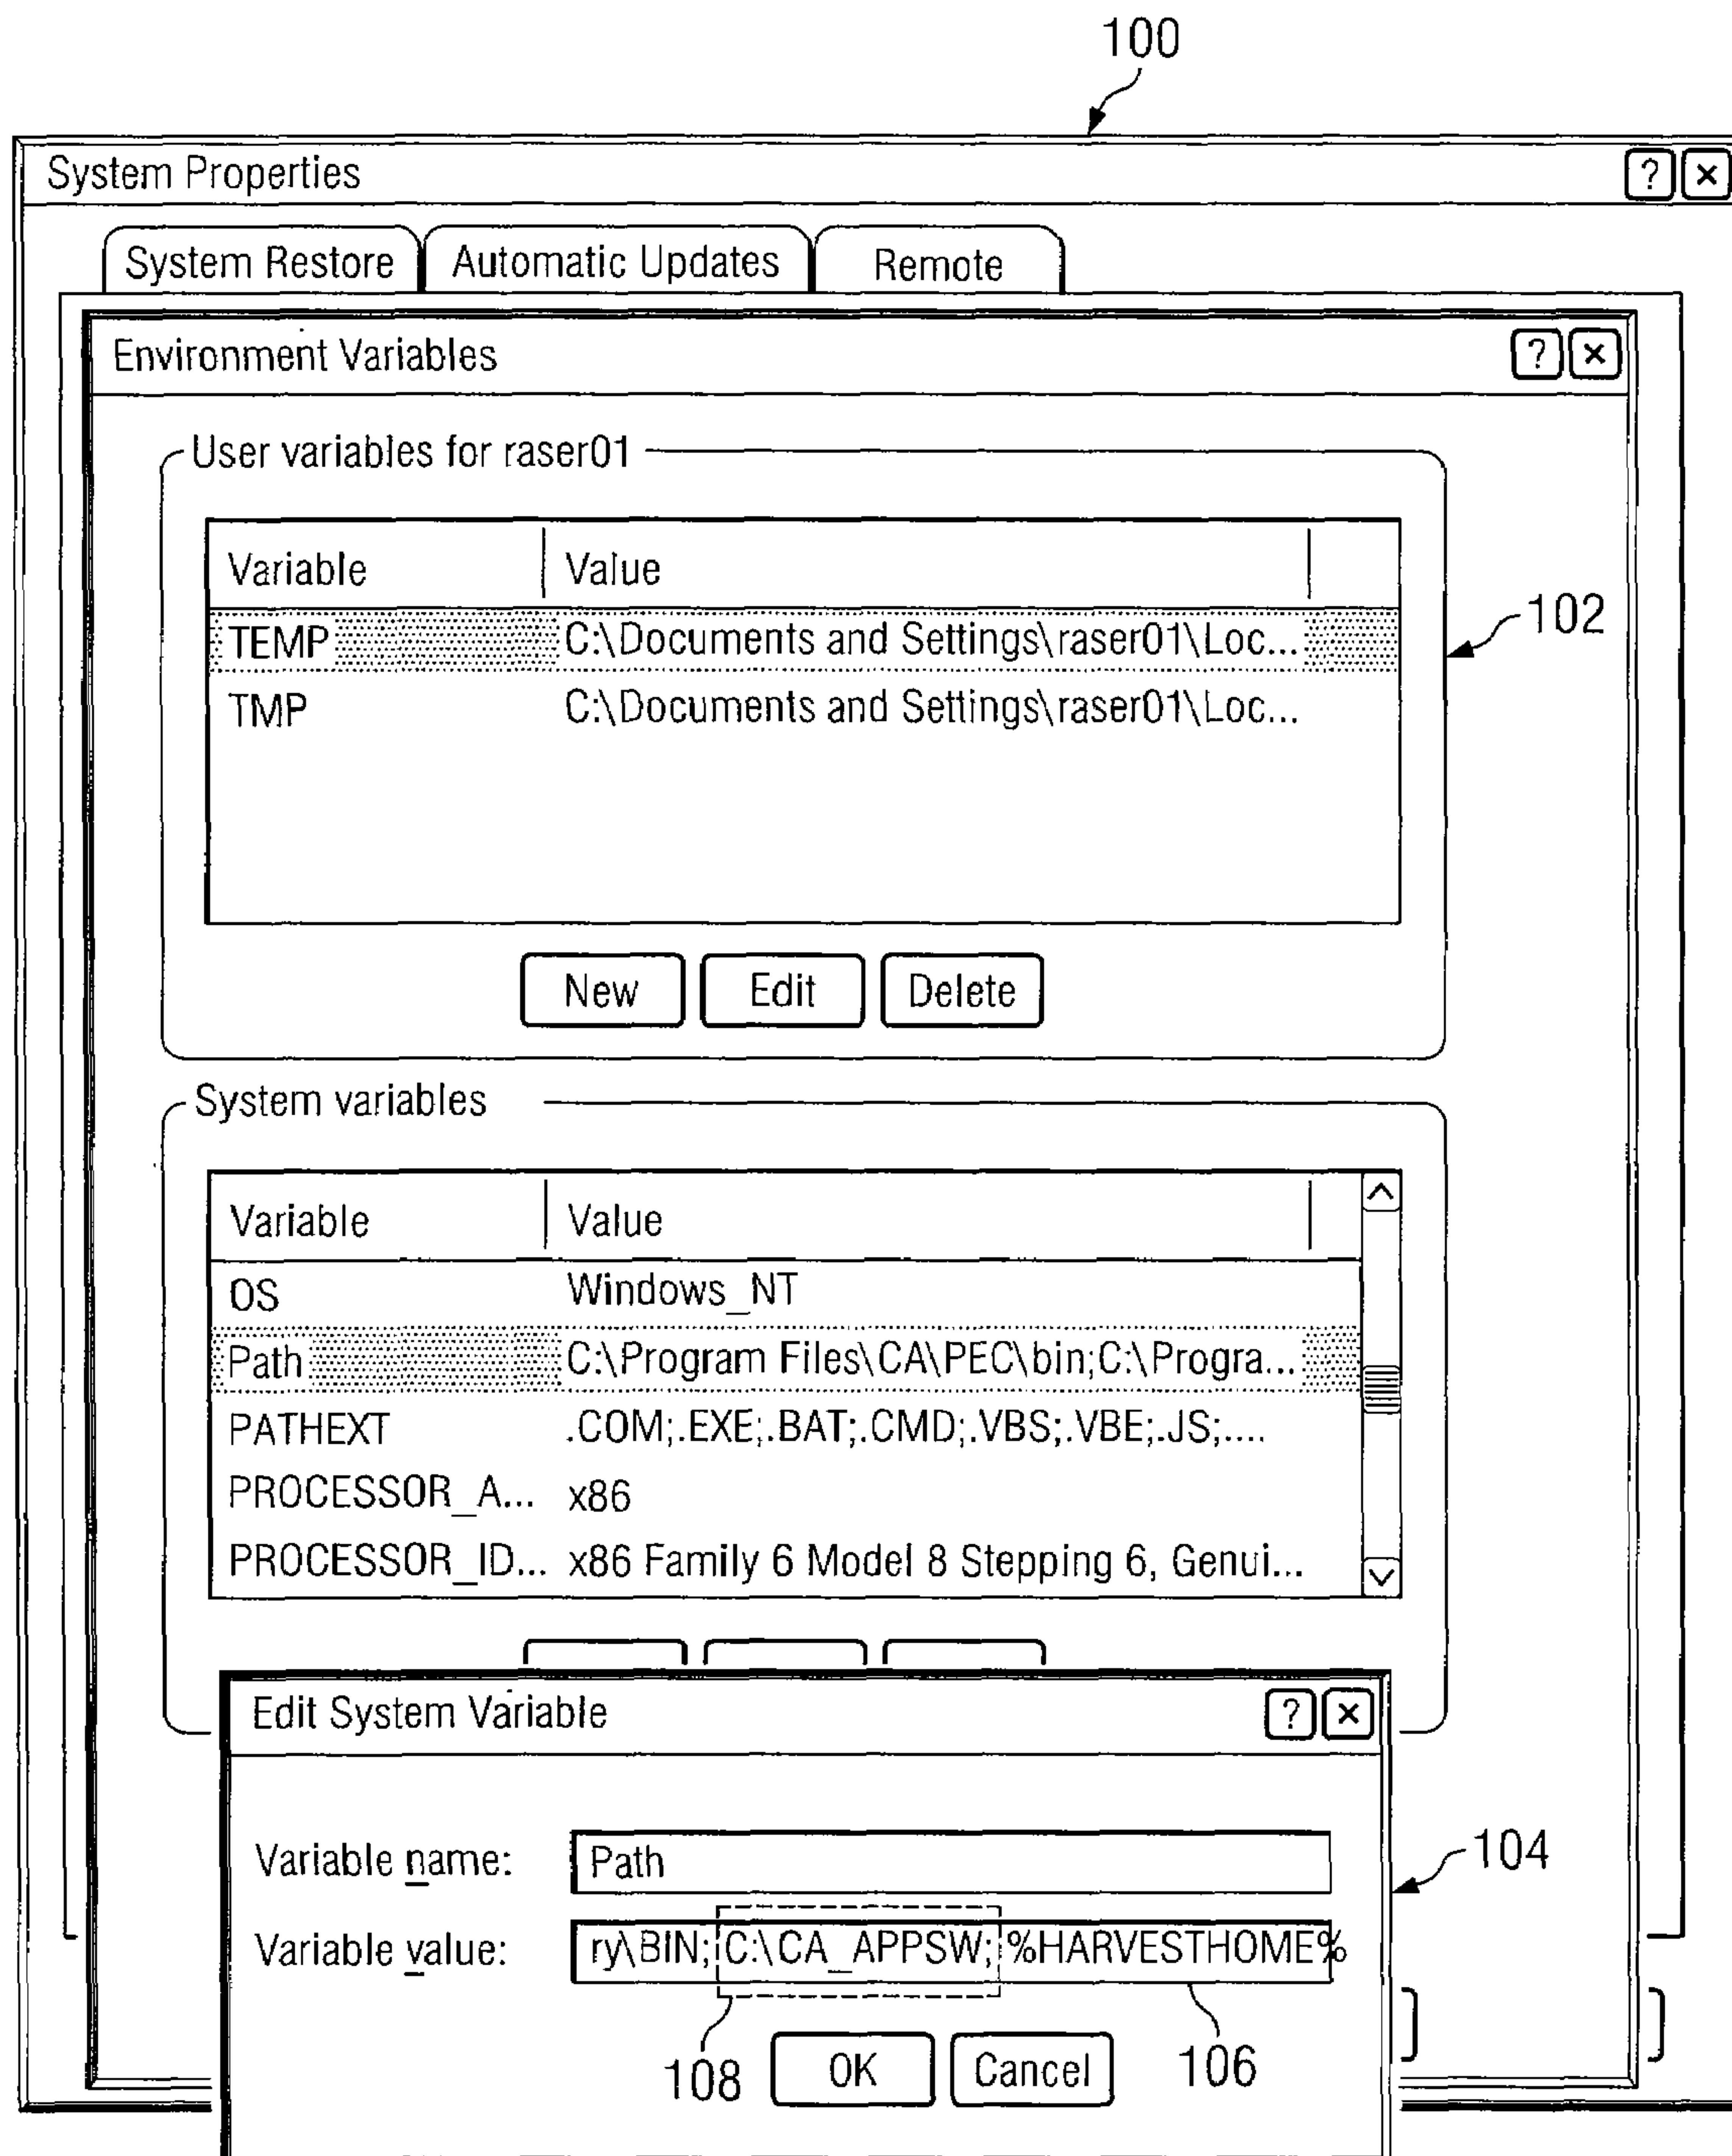 100
System Properties ? ×
System Restore Automatic Updates Remote
Environment Variables ? ×
User variables for raser01
Variable Value
TEMP C:\Documents and Settings\raser01\Loc...
102
TMP C:\Documents and Settings\raser01\Loc...
New Edit Delete
System variables
Variable Value
OS Windows_NT
Path C:\Program Files\CA\PEC\bin;C:\Progra...
PATHEXT .COM;.EXE;.BAT;.CMD;.VBS;.VBE;.JS;....
PROCESSOR_A... x86
PROCESSOR_ID... x86 Family 6 Model 8 Stepping 6, Genui...
Edit System Variable ? ×
Variable name: Path
104
Variable value: ry\BIN; C:\CA_APPSW; %HARVESTHOME%
108 OK Cancel 106